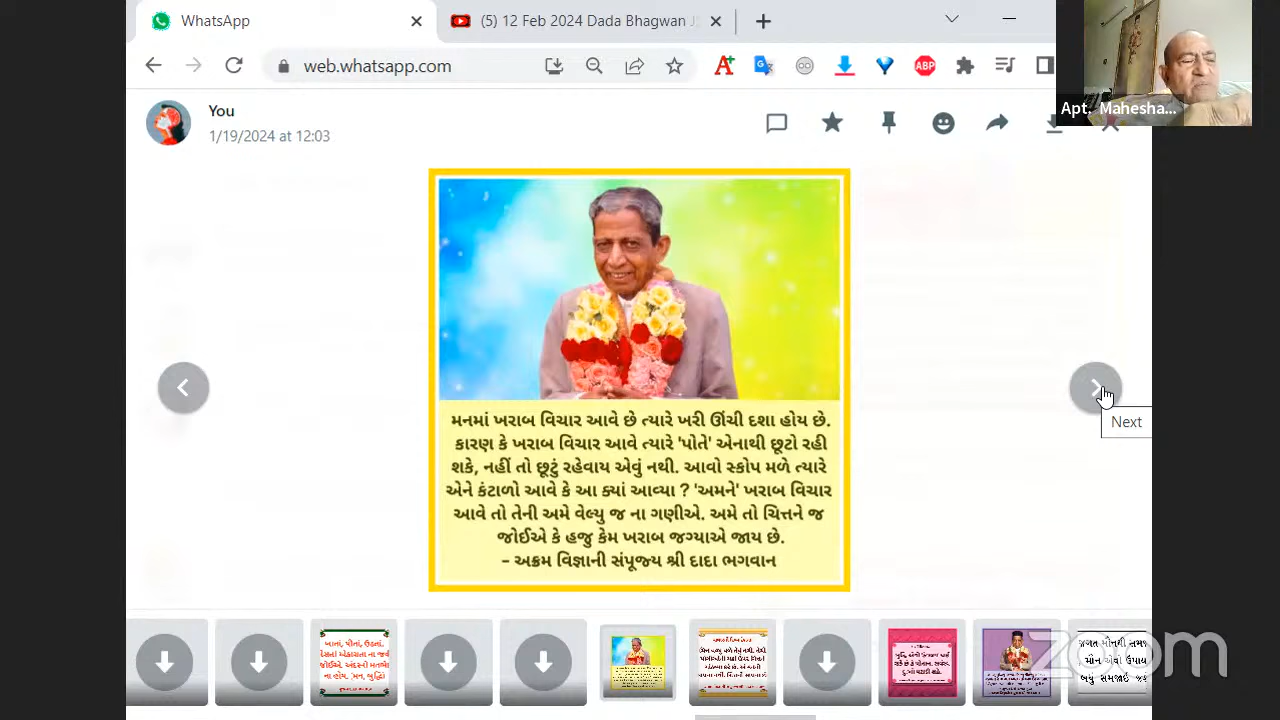 WhatsApp
(5) 12 Feb 2024 Dada Bhagwan
web.whatsapp.com
ABP
Apt. Mahesha...
You
1/19/2024 at 12:03
મનમાં ખરાબ વિચાર આવે છે ત્યારે ખરી ઊંચી દશા હોય છે.
કારણ કે ખરાબ વિચાર આવે ત્યારે 'પોતે' એનાથી છૂટો રહી
શકે, નહીં તો છૂટું રહેવાય એવું નથી. આવો સ્કોપ મળે ત્યારે
એને કંટાળો આવે કે આ ક્યાં આવ્યા ? 'અમને' ખરાબ વિચાર
આવે તો તેની અમે વેલ્યુ જ ના ગણીએ. અમે તો ચિત્તને જ
જોઈએ કે હજુ કેમ ખરાબ જગ્યાએ જાય છે.
- અક્રમ વિજ્ઞાની સંપૂજ્ય શ્રી દાદા ભગવાન
Next
zoom